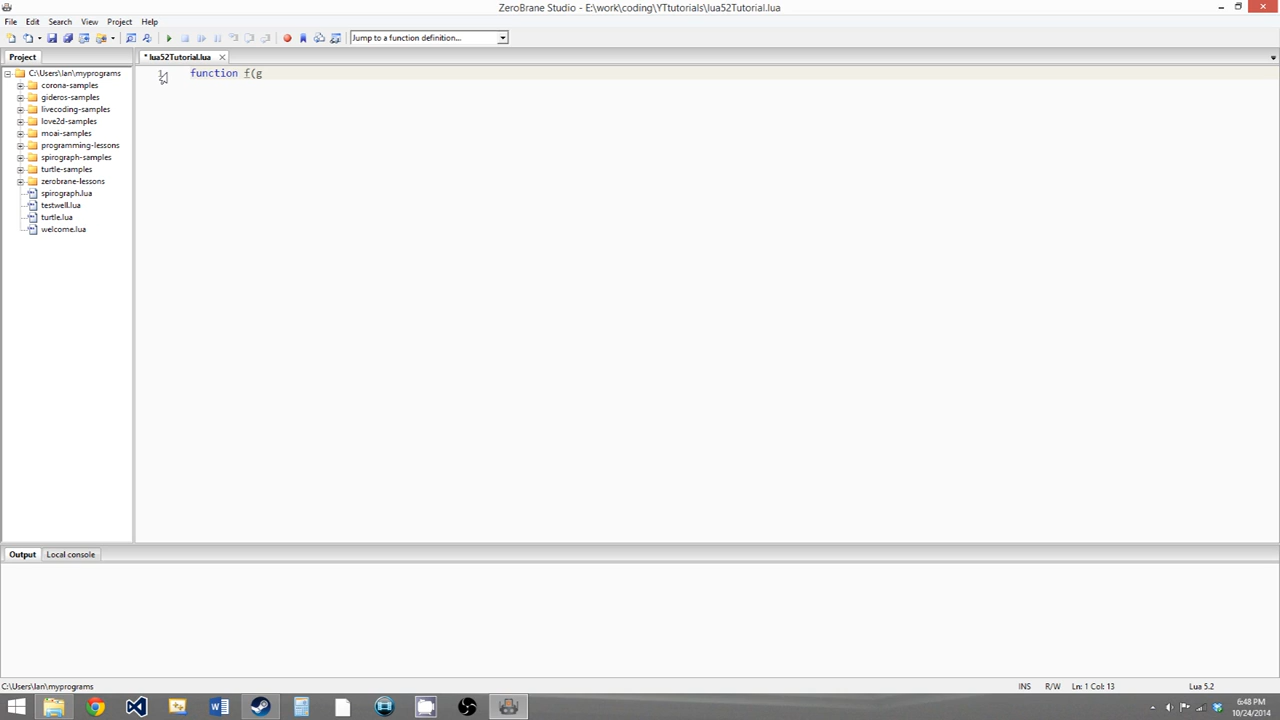 ZeroBrane Studio - E:\work\coding\YTtutorials\lua52Tutorial.lua
File Edit Search View Project Help
Jump to a function definition...
Project
* lua52Tutorial.lua
C:\Users\Ian\myprograms
corona-samples
gideros-samples
livecoding-samples
love2d-samples
moai-samples
programming-lessons
spirograph-samples
turtle-samples
zerobrane-lessons
spirograph.lua
testwell.lua
turtle.lua
welcome.lua
1 function f(g
Output Local console
C:\Users\Ian\myprograms INS R/W Ln: 1 Col: 13 Lua 5.2
6:48 PM
10/24/2014